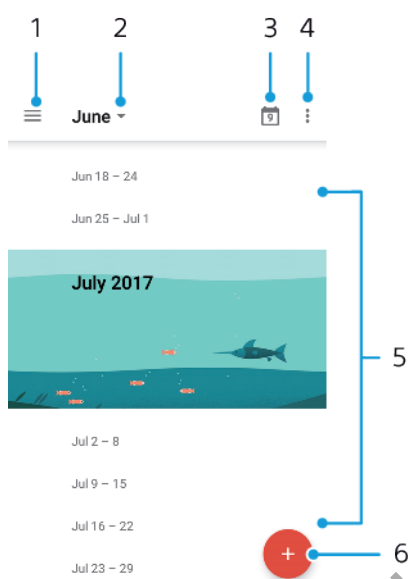 1 2 3 4
June 9
Jun 18 – 24
Jun 25 – Jul 1
July 2017
5
Jul 2 – 8
Jul 9 – 15
Jul 16 – 22
+ 6
Jul 23 – 29